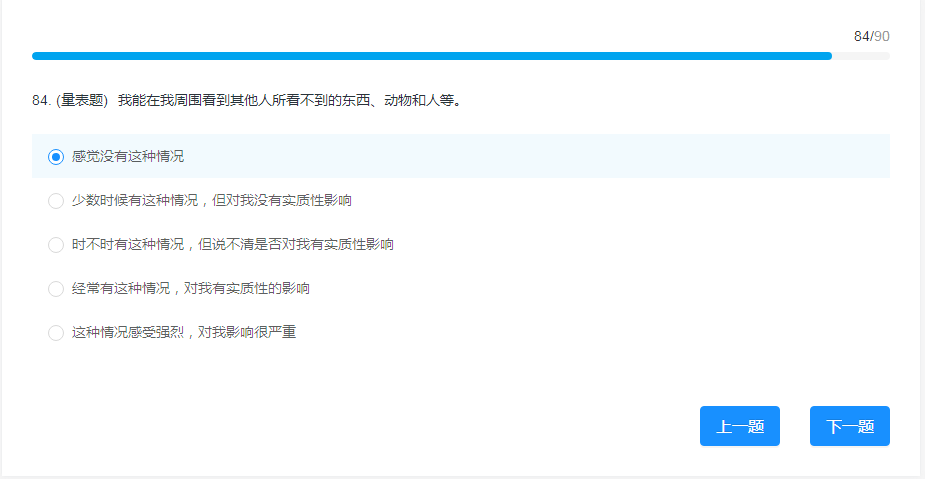 84/90
84. (量表题) 我能在我周围看到其他人所看不到的东西、动物和人等。
感觉没有这种情况
少数时候有这种情况，但对我没有实质性影响
时不时有这种情况，但说不清是否对我有实质性影响
经常有这种情况，对我有实质性的影响
这种情况感受强烈，对我影响很严重
上一题 下一题